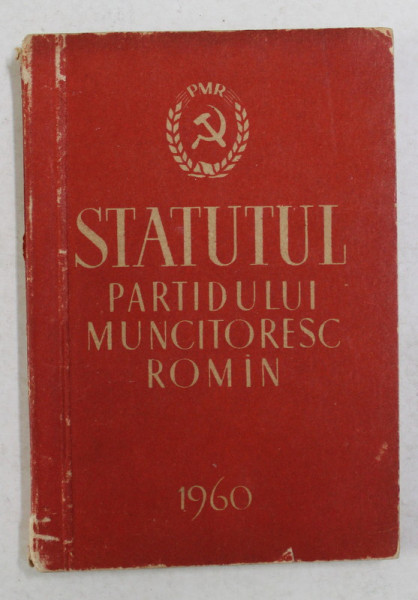 PMR
STATUTUL
PARTIDULUI
MUNCITORESC
ROMÎN
1960